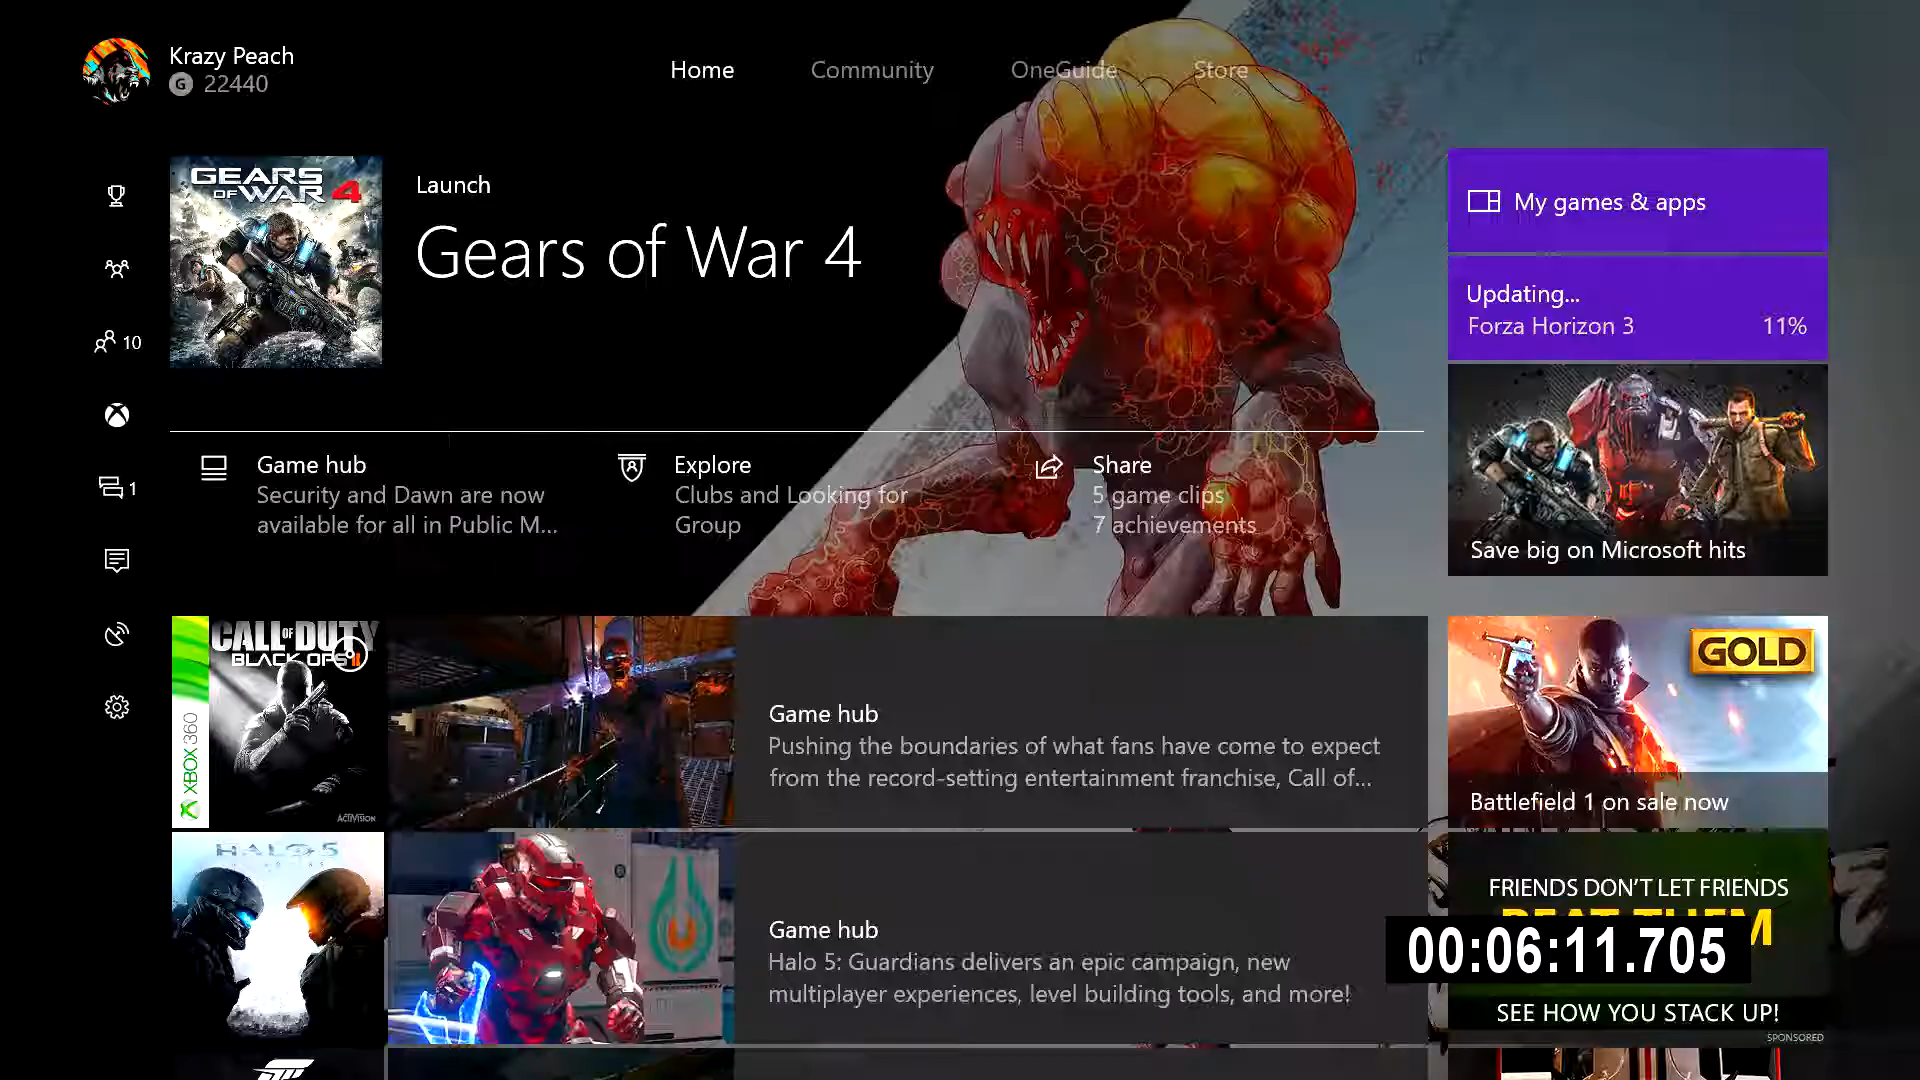 Krazy Peach
G 22440
Home
Community
OneGuide
Store
GEARS
OF WAR 4
Launch
Gears of War 4
My games & apps
Updating...
Forza Horizon 3
11%
10
1
Game hub
Security and Dawn are now
available for all in Public M...
Explore
Clubs and Looking for
Group
Share
5 game clips
7 achievements
Save big on Microsoft hits
CALL OF DUTY
BLACK OPS II
XBOX 360
ACTIVISION
Game hub
Pushing the boundaries of what fans have come to expect
from the record-setting entertainment franchise, Call of...
GOLD
Battlefield 1 on sale now
HALO 5
Game hub
Halo 5: Guardians delivers an epic campaign, new
multiplayer experiences, level building tools, and more!
FRIENDS DON'T LET FRIENDS
BEAT THEM
00:06:11.705
SEE HOW YOU STACK UP!
SPONSORED